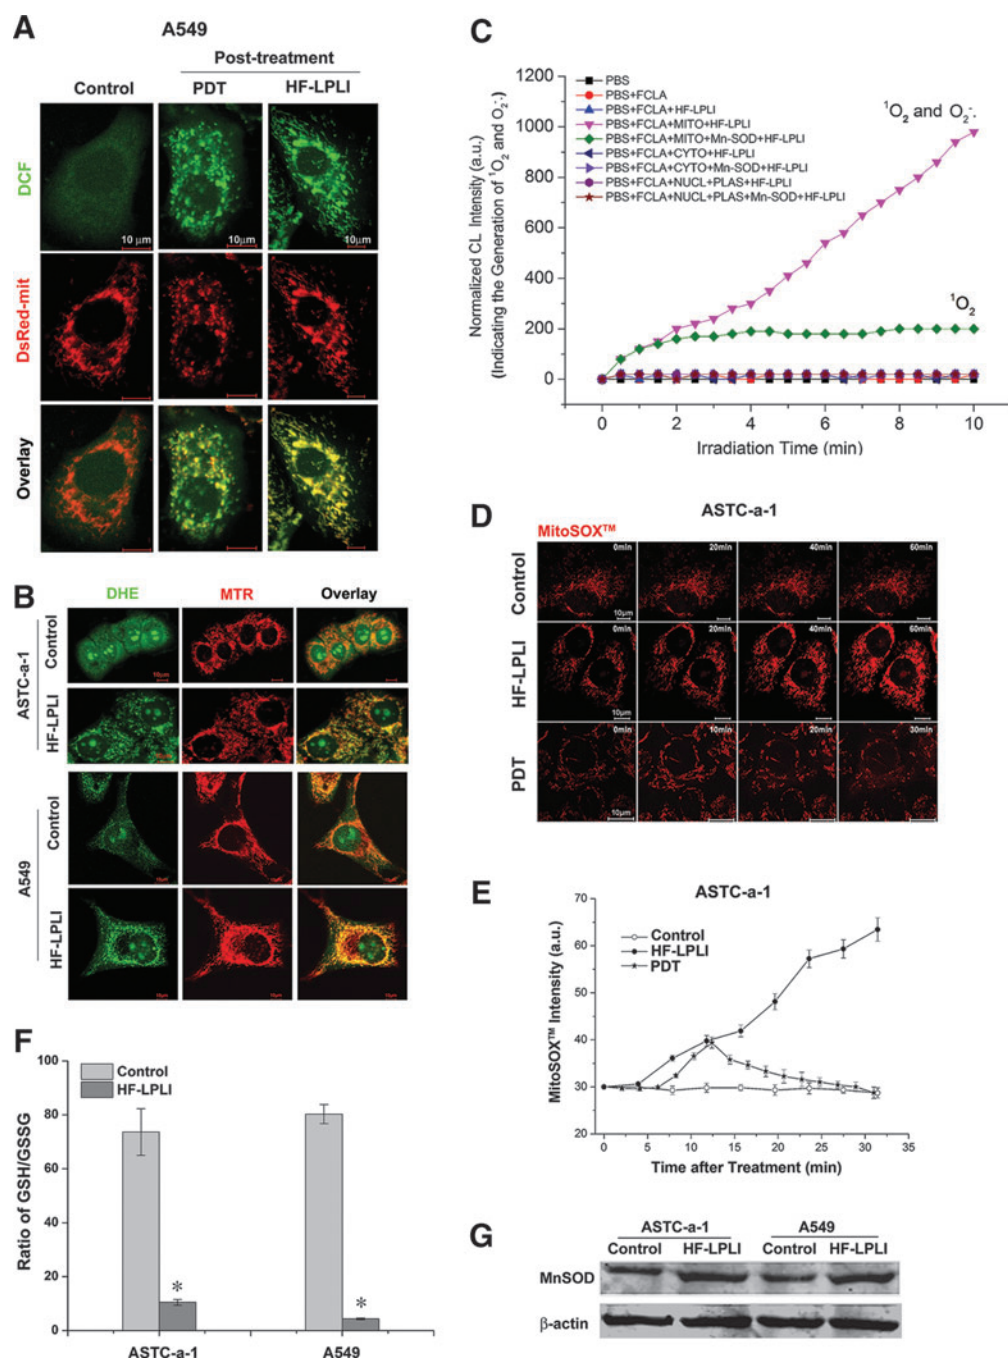 A
A549
Post-treatment
Control PDT HF-LPLI
DCF
10 μm 10μm 10μm
DsRed-mit
Overlay
B
DHE MTR Overlay
ASTC-a-1
Control
HF-LPLI
A549
Control
HF-LPLI
C
Normalized CL Intensity (a.u.)
(Indicating the Generation of ¹O₂ and O₂⁻.)
1200
1000
800
600
400
200
0
PBS
PBS+FCLA
PBS+FCLA+HF-LPLI
PBS+FCLA+MITO+HF-LPLI
PBS+FCLA+MITO+Mn-SOD+HF-LPLI
PBS+FCLA+CYTO+HF-LPLI
PBS+FCLA+CYTO+Mn-SOD+HF-LPLI
PBS+FCLA+NUCL+PLAS+HF-LPLI
PBS+FCLA+NUCL+PLAS+Mn-SOD+HF-LPLI
¹O₂ and O₂⁻.
¹O₂
0 2 4 6 8 10
Irradiation Time (min)
D
ASTC-a-1
MitoSOX™
Control
0min 20min 40min 60min
10μm
HF-LPLI
0min 20min 40min 60min
10μm
PDT
0min 10min 20min 30min
10μm
E
ASTC-a-1
MitoSOX™ Intensity (a.u.)
70
60
50
40
30
20
Control
HF-LPLI
PDT
0 5 10 15 20 25 30 35
Time after Treatment (min)
F
Ratio of GSH/GSSG
100
80
60
40
20
0
Control
HF-LPLI
* *
ASTC-a-1 A549
G
ASTC-a-1 A549
Control HF-LPLI Control HF-LPLI
MnSOD
β-actin